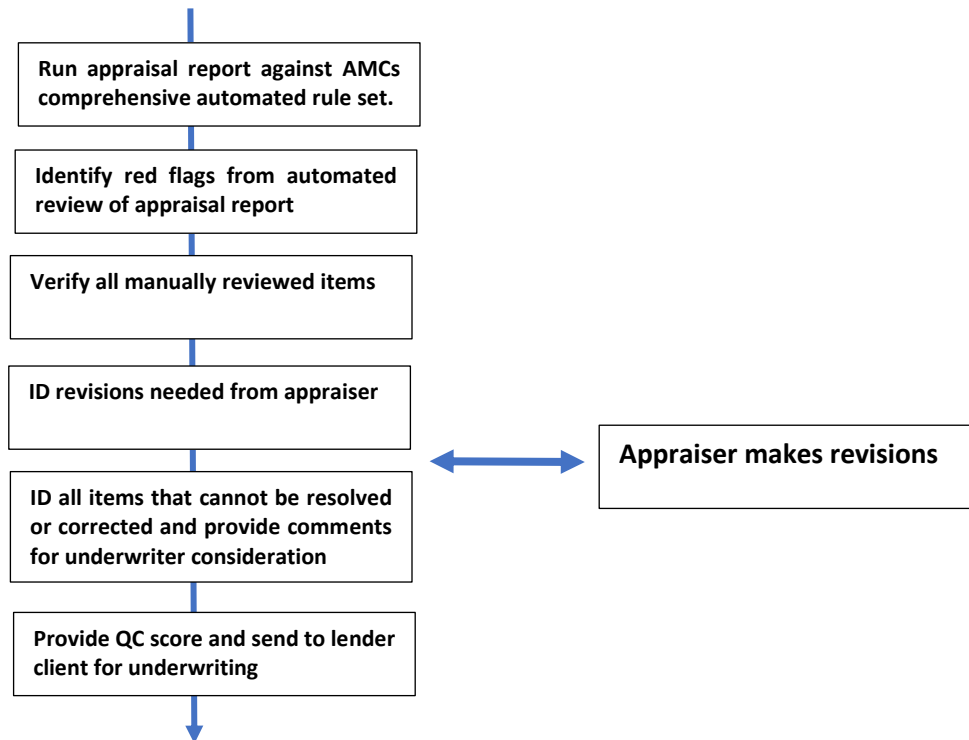 Run appraisal report against AMCs
comprehensive automated rule set.
Identify red flags from automated
review of appraisal report
Verify all manually reviewed items
ID revisions needed from appraiser
Appraiser makes revisions
ID all items that cannot be resolved
or corrected and provide comments
for underwriter consideration
Provide QC score and send to lender
client for underwriting